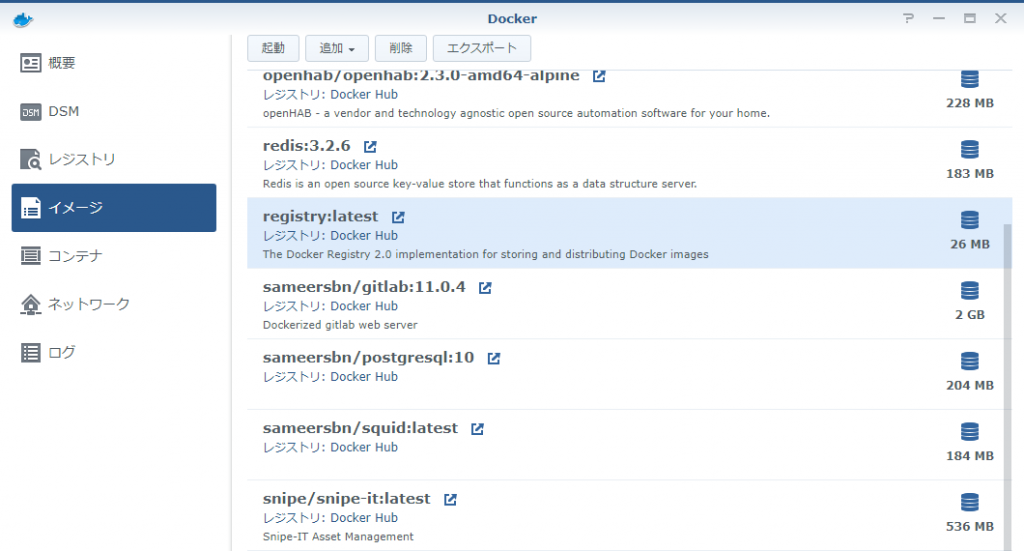 Docker
起動
追加
削除
エクスポート
概要
DSM
DSM
レジストリ
イメージ
コンテナ
ネットワーク
ログ
openhab/openhab:2.3.0-amd64-alpine
レジストリ: Docker Hub
228 MB
openHAB - a vendor and technology agnostic open source automation software for your home.
redis:3.2.6
レジストリ: Docker Hub
183 MB
Redis is an open source key-value store that functions as a data structure server.
registry:latest
レジストリ: Docker Hub
26 MB
The Docker Registry 2.0 implementation for storing and distributing Docker images
sameersbn/gitlab:11.0.4
レジストリ: Docker Hub
2 GB
Dockerized gitlab web server
sameersbn/postgresql:10
レジストリ: Docker Hub
204 MB
sameersbn/squid:latest
レジストリ: Docker Hub
184 MB
snipe/snipe-it:latest
レジストリ: Docker Hub
536 MB
Snipe-IT Asset Management